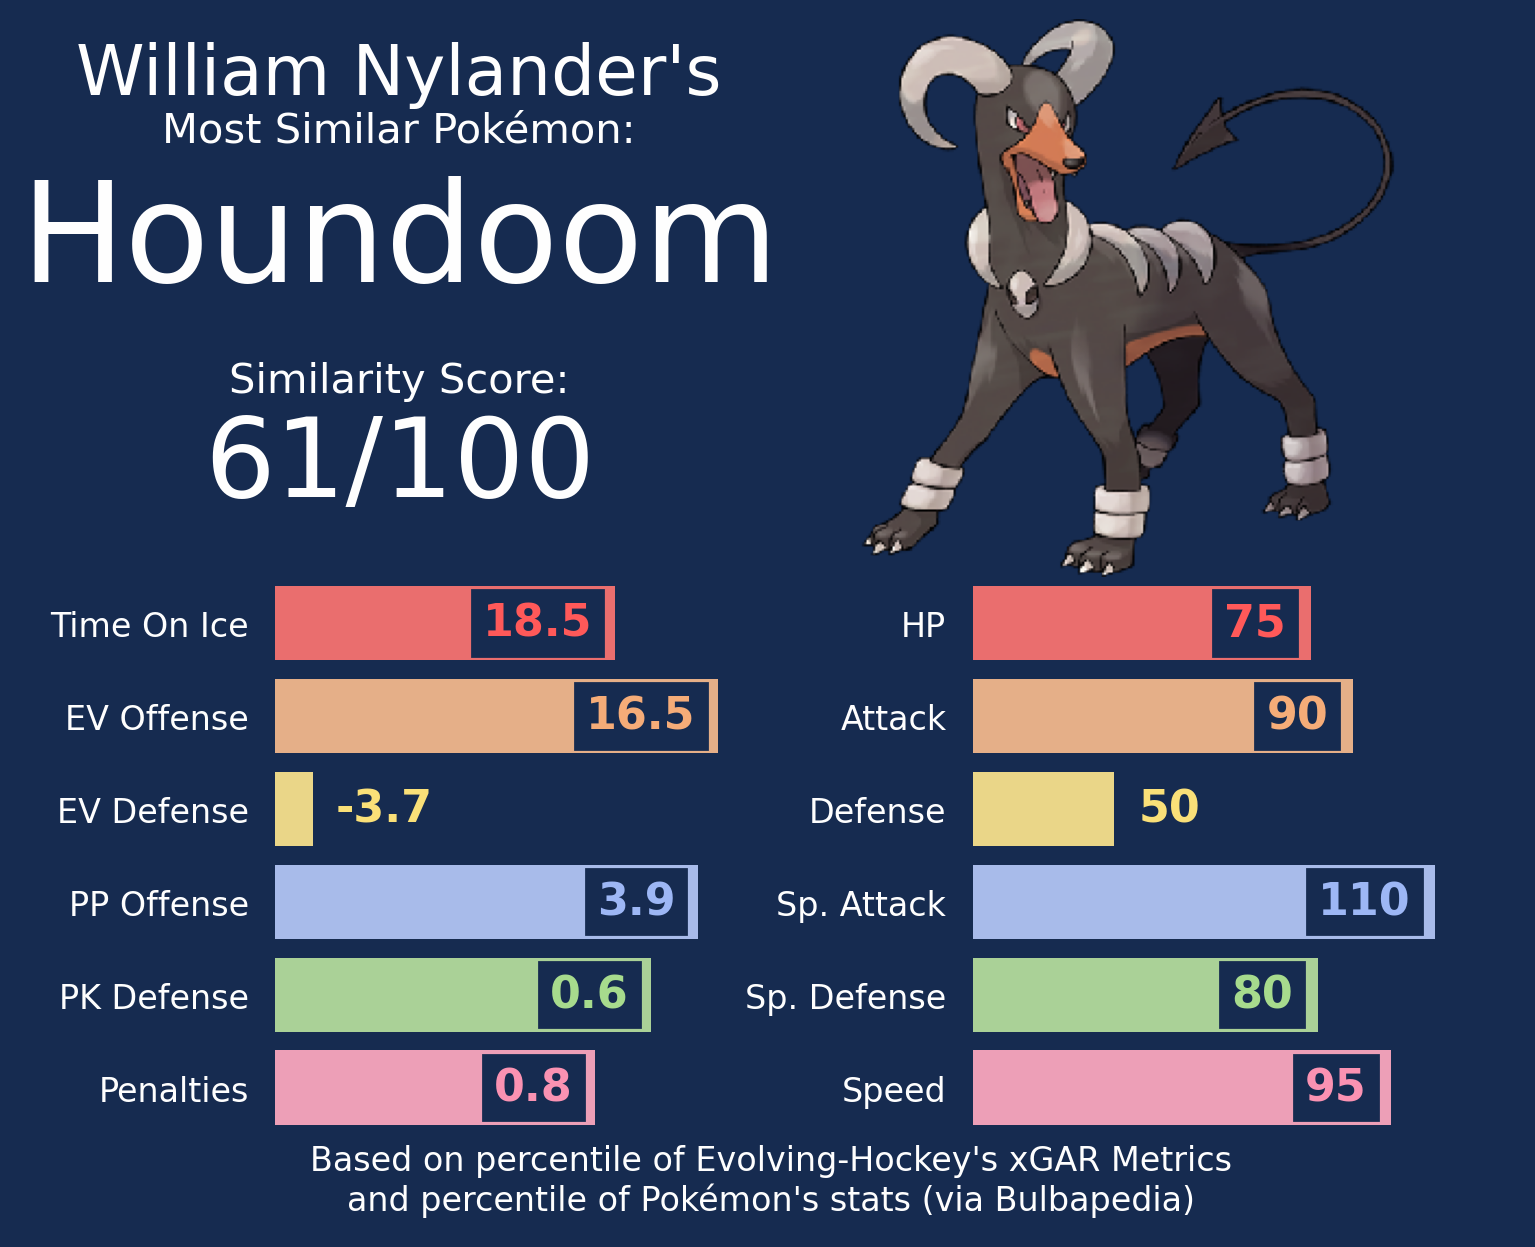 William Nylander's
Most Similar Pokémon:
Houndoom
Similarity Score:
61/100
Time On Ice 18.5
EV Offense 16.5
EV Defense -3.7
PP Offense 3.9
PK Defense 0.6
Penalties 0.8
HP 75
Attack 90
Defense 50
Sp. Attack 110
Sp. Defense 80
Speed 95
Based on percentile of Evolving-Hockey's xGAR Metrics
and percentile of Pokémon's stats (via Bulbapedia)